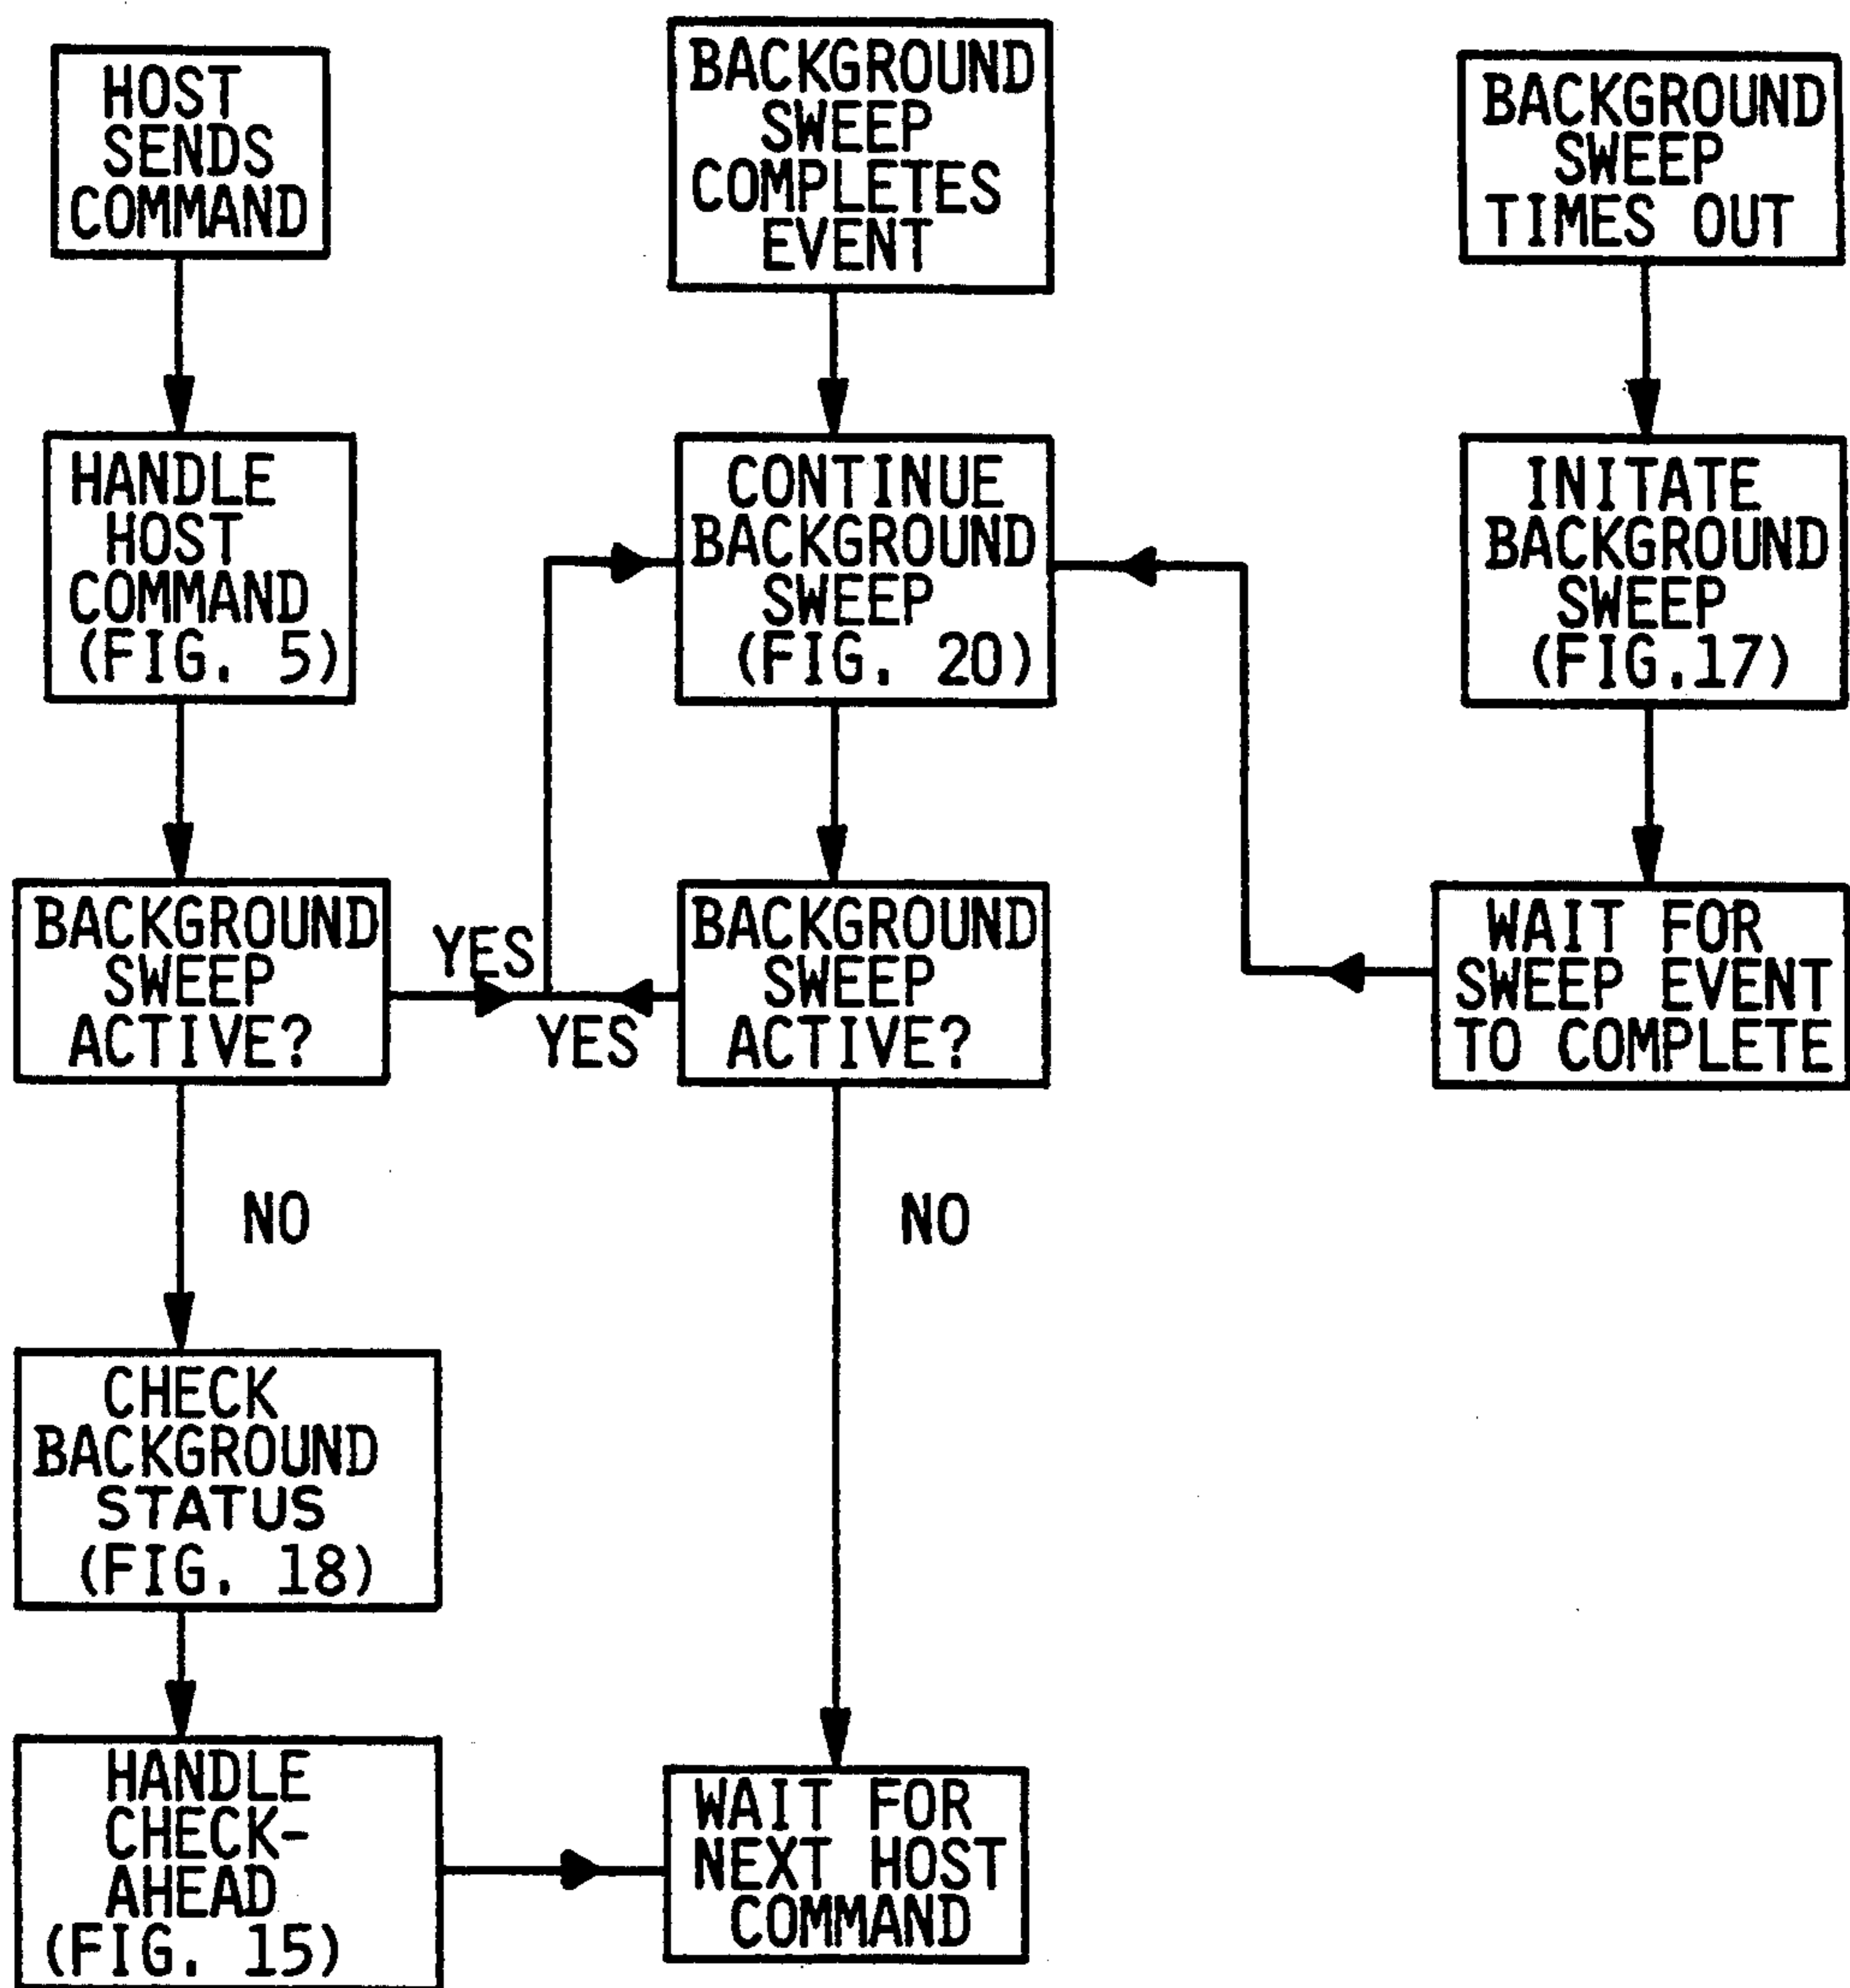 HOST
SENDS
COMMAND
BACKGROUND
SWEEP
COMPLETES
EVENT
BACKGROUND
SWEEP
TIMES OUT
HANDLE
HOST
COMMAND
(FIG. 5)
CONTINUE
BACKGROUND
SWEEP
(FIG. 20)
INITATE
BACKGROUND
SWEEP
(FIG.17)
BACKGROUND
SWEEP
ACTIVE?
YES
YES
BACKGROUND
SWEEP
ACTIVE?
WAIT FOR
SWEEP EVENT
TO COMPLETE
NO
NO
CHECK
BACKGROUND
STATUS
(FIG. 18)
HANDLE
CHECK-
AHEAD
(FIG. 15)
WAIT FOR
NEXT HOST
COMMAND